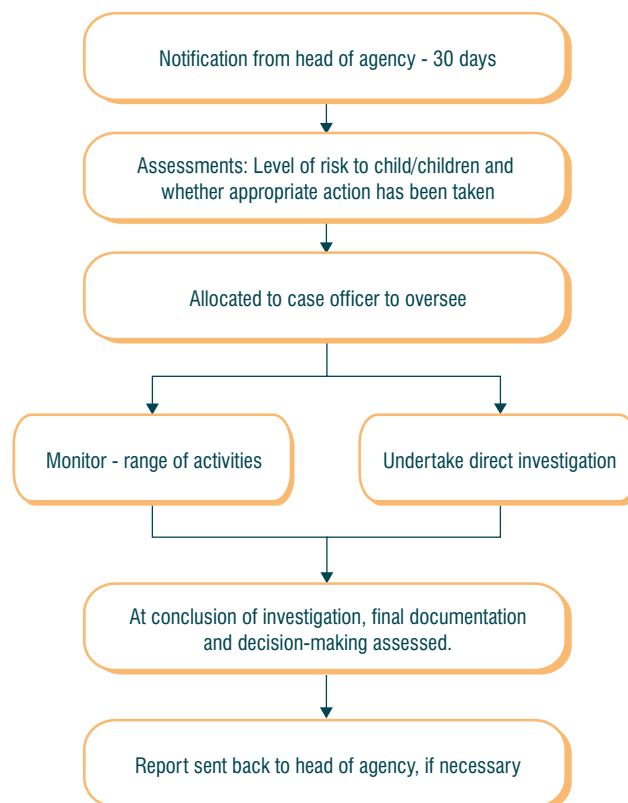 Notification from head of agency - 30 days
Assessments: Level of risk to child/children and
whether appropriate action has been taken
Allocated to case officer to oversee
Monitor - range of activities
Undertake direct investigation
At conclusion of investigation, final documentation
and decision-making assessed.
Report sent back to head of agency, if necessary